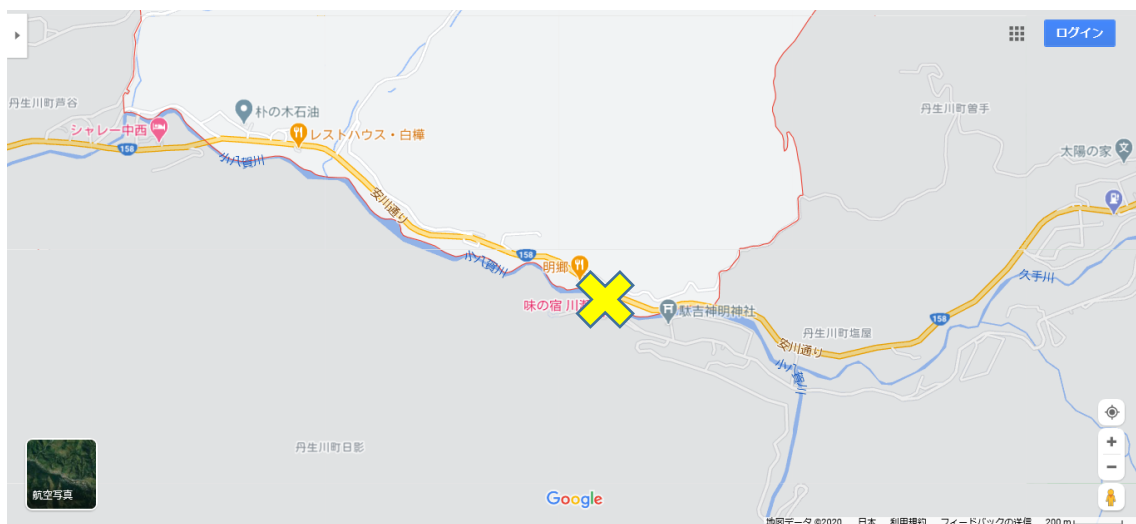 ログイン
丹生川町芦谷
朴の木石油
丹生川町曽手
シャレー中西
レストハウス・白樺
158
小八賀川
太陽の家
安川通り
158
小八賀川
明郷
久手川
味の宿 川
駄吉神明神社
158
丹生川町塩屋
安川通り
小八賀川
丹生川町日影
航空写真
Google
地図データ ©2020 日本 利用規約 フィードバックの送信 200 m